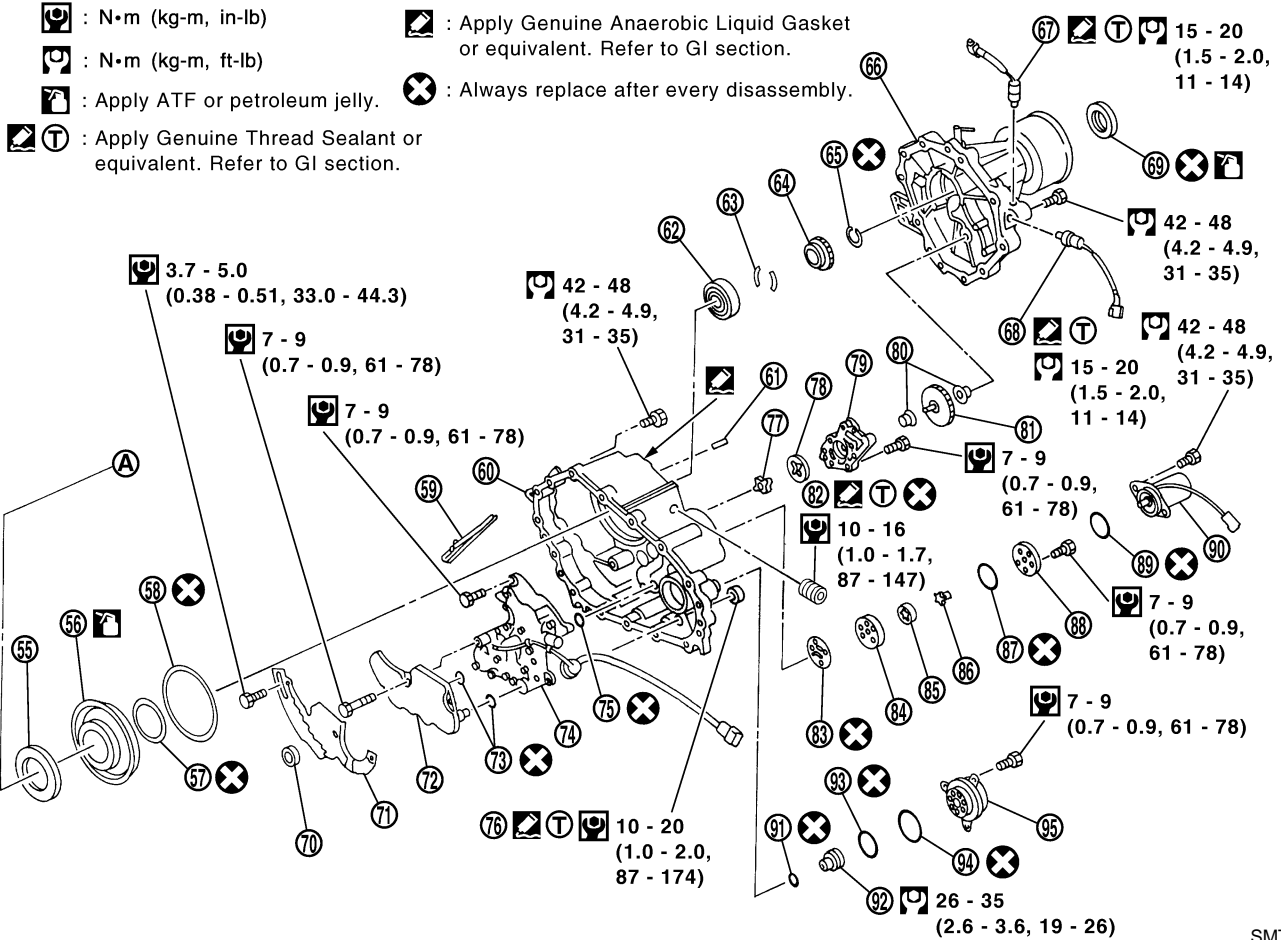 : N•m (kg-m, in-lb)
: N•m (kg-m, ft-lb)
: Apply ATF or petroleum jelly.
T : Apply Genuine Thread Sealant or
equivalent. Refer to GI section.
: Apply Genuine Anaerobic Liquid Gasket
or equivalent. Refer to GI section.
: Always replace after every disassembly.
67 T 15 - 20
(1.5 - 2.0,
11 - 14)
66
65
64
63
62
69
42 - 48
(4.2 - 4.9,
31 - 35)
3.7 - 5.0
(0.38 - 0.51, 33.0 - 44.3)
42 - 48
(4.2 - 4.9,
31 - 35)
7 - 9
(0.7 - 0.9, 61 - 78)
68 T
15 - 20
(1.5 - 2.0,
11 - 14)
42 - 48
(4.2 - 4.9,
31 - 35)
7 - 9
(0.7 - 0.9, 61 - 78)
61
77
78
79
80
81
7 - 9
(0.7 - 0.9,
61 - 78)
A
60
59
82 T
10 - 16
(1.0 - 1.7,
87 - 147)
58
56
55
57
90
89
88
7 - 9
(0.7 - 0.9,
61 - 78)
87
86
85
84
83
75
74
73
72
71
70
7 - 9
(0.7 - 0.9, 61 - 78)
76 T 10 - 20
(1.0 - 2.0,
87 - 174)
93
91
95
94
92 26 - 35
(2.6 - 3.6, 19 - 26)